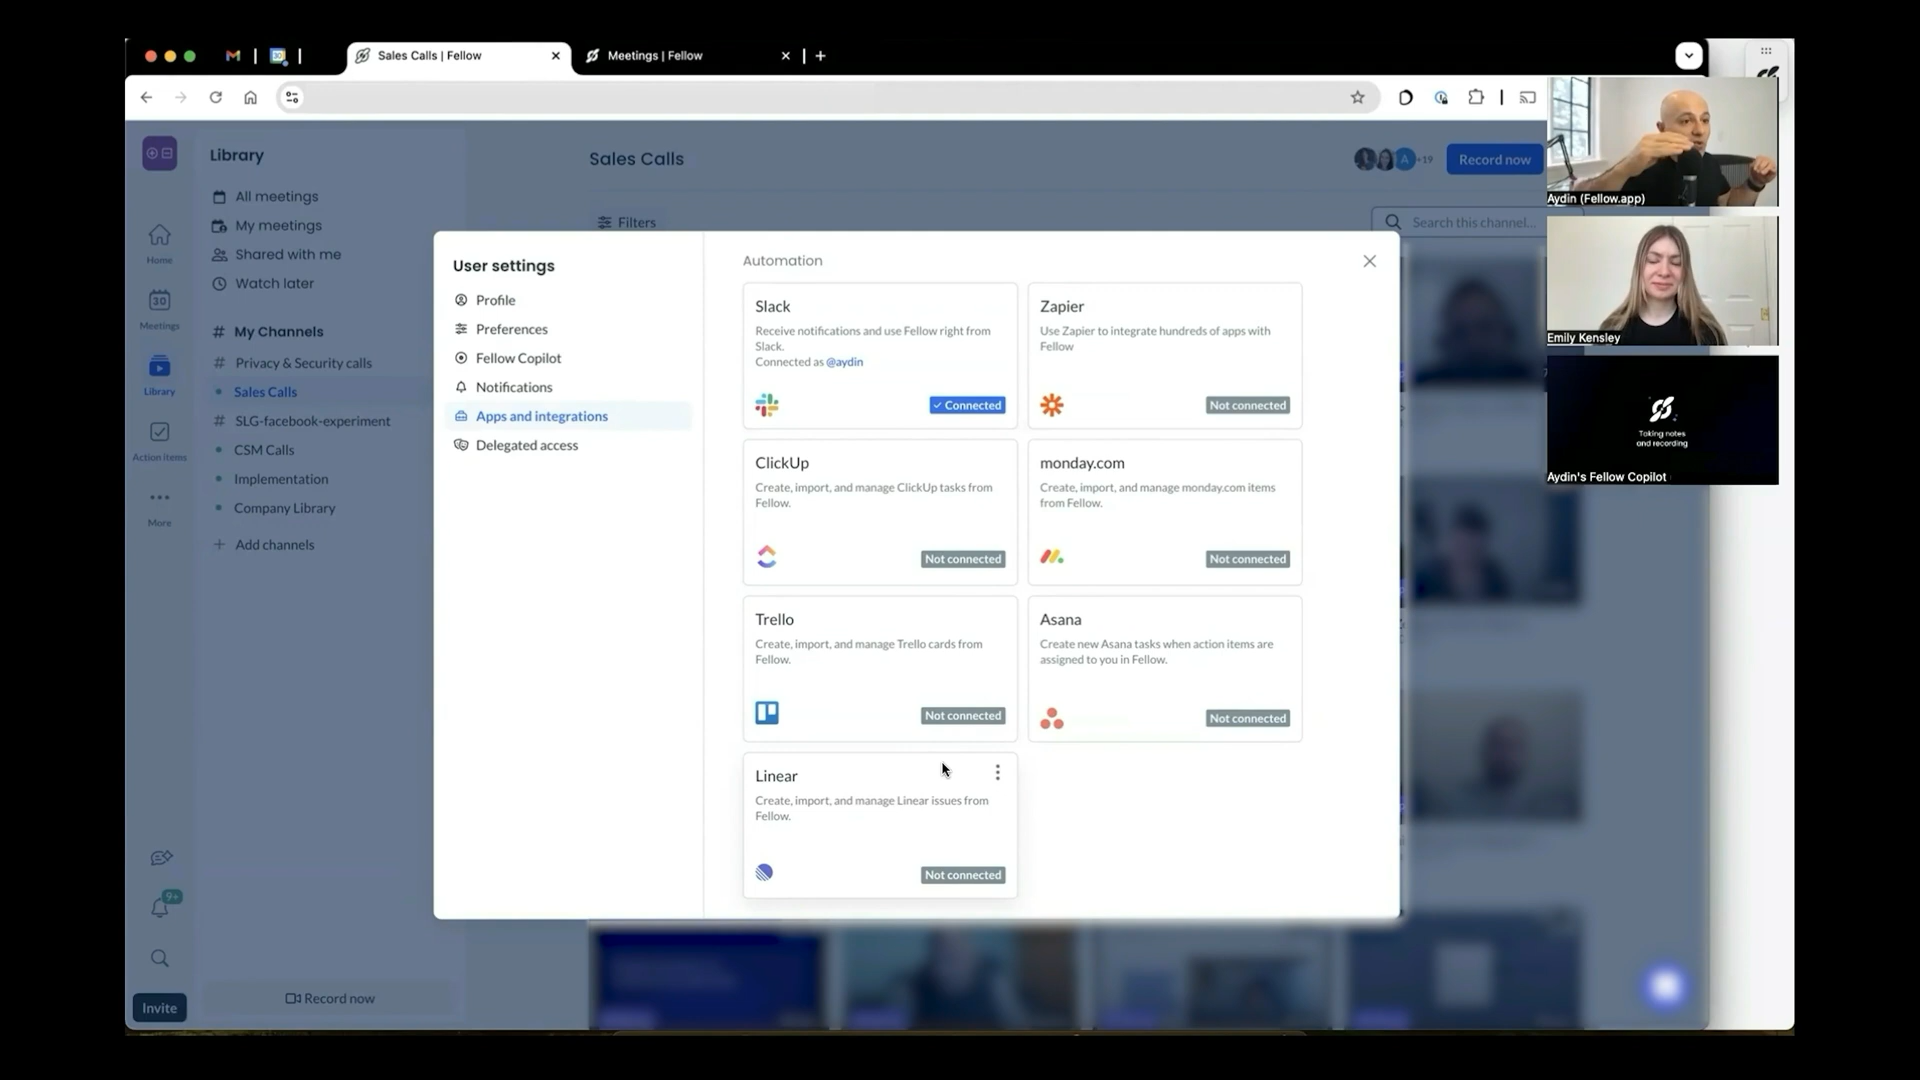 Sales Calls | Fellow
Meetings | Fellow
Library
All meetings
My meetings
Shared with me
Watch later
My Channels
Privacy & Security calls
Sales Calls
SLG-facebook-experiment
CSM Calls
Implementation
Company Library
Add channels
Home
30
Meetings
Library
Action items
More
9+
Invite
Record now
Sales Calls
A
+19
Record now
Filters
Search this channel...
User settings
Profile
Preferences
Fellow Copilot
Notifications
Apps and integrations
Delegated access
Automation
Slack
Receive notifications and use Fellow right from
Slack.
Connected as @aydin
Connected
Zapier
Use Zapier to integrate hundreds of apps with
Fellow
Not connected
ClickUp
Create, import, and manage ClickUp tasks from
Fellow.
Not connected
monday.com
Create, import, and manage monday.com items
from Fellow.
Not connected
Trello
Create, import, and manage Trello cards from
Fellow.
Not connected
Asana
Create new Asana tasks when action items are
assigned to you in Fellow.
Not connected
Linear
Create, import, and manage Linear issues from
Fellow.
Not connected
Aydin (Fellow.app)
Emily Kensley
Taking notes
and recording
Aydin's Fellow Copilot